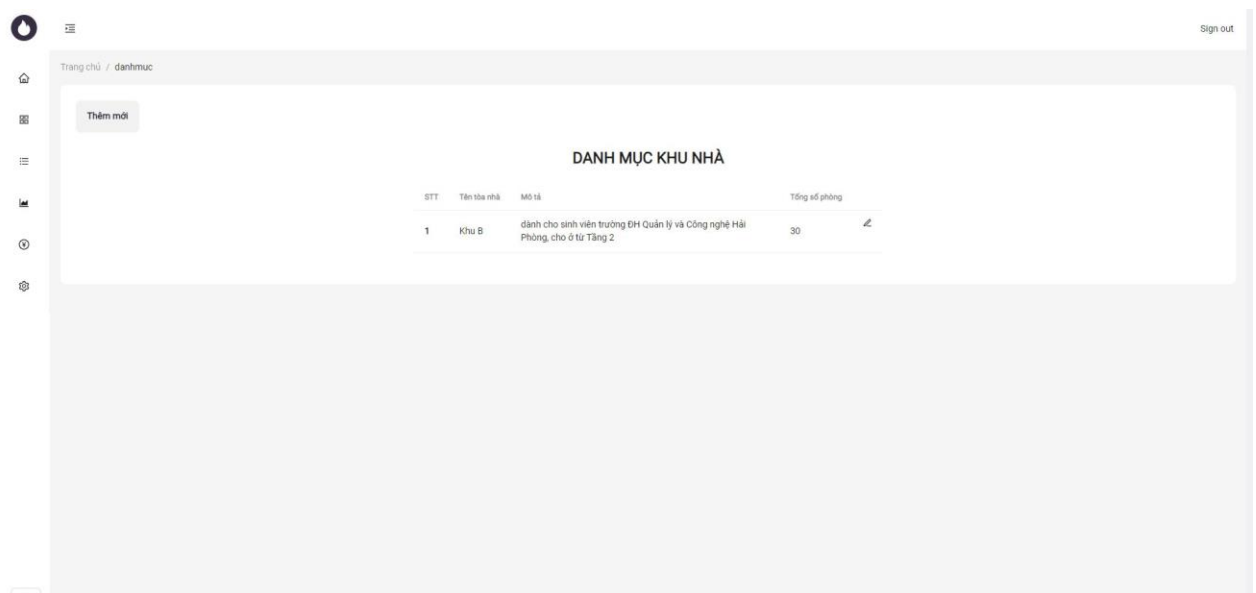 Sign out
Trang chủ / danhmuc
Thêm mới
DANH MỤC KHU NHÀ
STT Tên tòa nhà Mô tả Tổng số phòng
1 Khu B dành cho sinh viên trường ĐH Quản lý và Công nghệ Hải 30
Phòng, cho ở từ Tầng 2